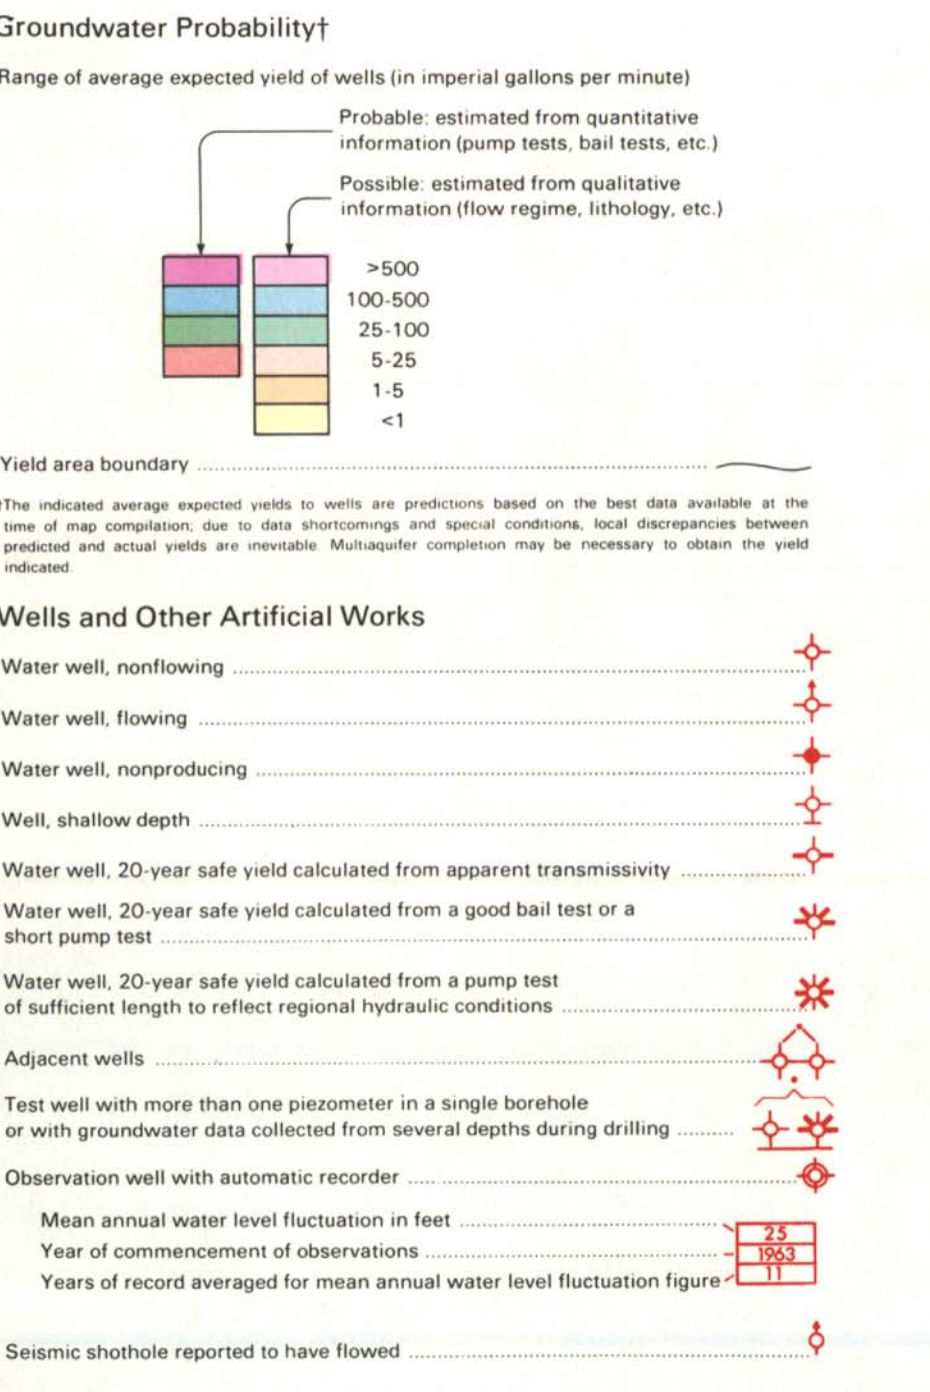 Groundwater Probability†
Range of average expected yield of wells (in imperial gallons per minute)
Probable: estimated from quantitative
information (pump tests, bail tests, etc.)
Possible: estimated from qualitative
information (flow regime, lithology, etc.)
>500
100-500
25-100
5-25
1-5
<1
Yield area boundary
†The indicated average expected yields to wells are predictions based on the best data available at the
time of map compilation; due to data shortcomings and special conditions, local discrepancies between
predicted and actual yields are inevitable. Multiaquifer completion may be necessary to obtain the yield
indicated.
Wells and Other Artificial Works
Water well, nonflowing
Water well, flowing
Water well, nonproducing
Well, shallow depth
Water well, 20-year safe yield calculated from apparent transmissivity
Water well, 20-year safe yield calculated from a good bail test or a
short pump test
Water well, 20-year safe yield calculated from a pump test
of sufficient length to reflect regional hydraulic conditions
Adjacent wells
Test well with more than one piezometer in a single borehole
or with groundwater data collected from several depths during drilling
Observation well with automatic recorder
Mean annual water level fluctuation in feet
25
Year of commencement of observations
1963
Years of record averaged for mean annual water level fluctuation figure
11
Seismic shothole reported to have flowed